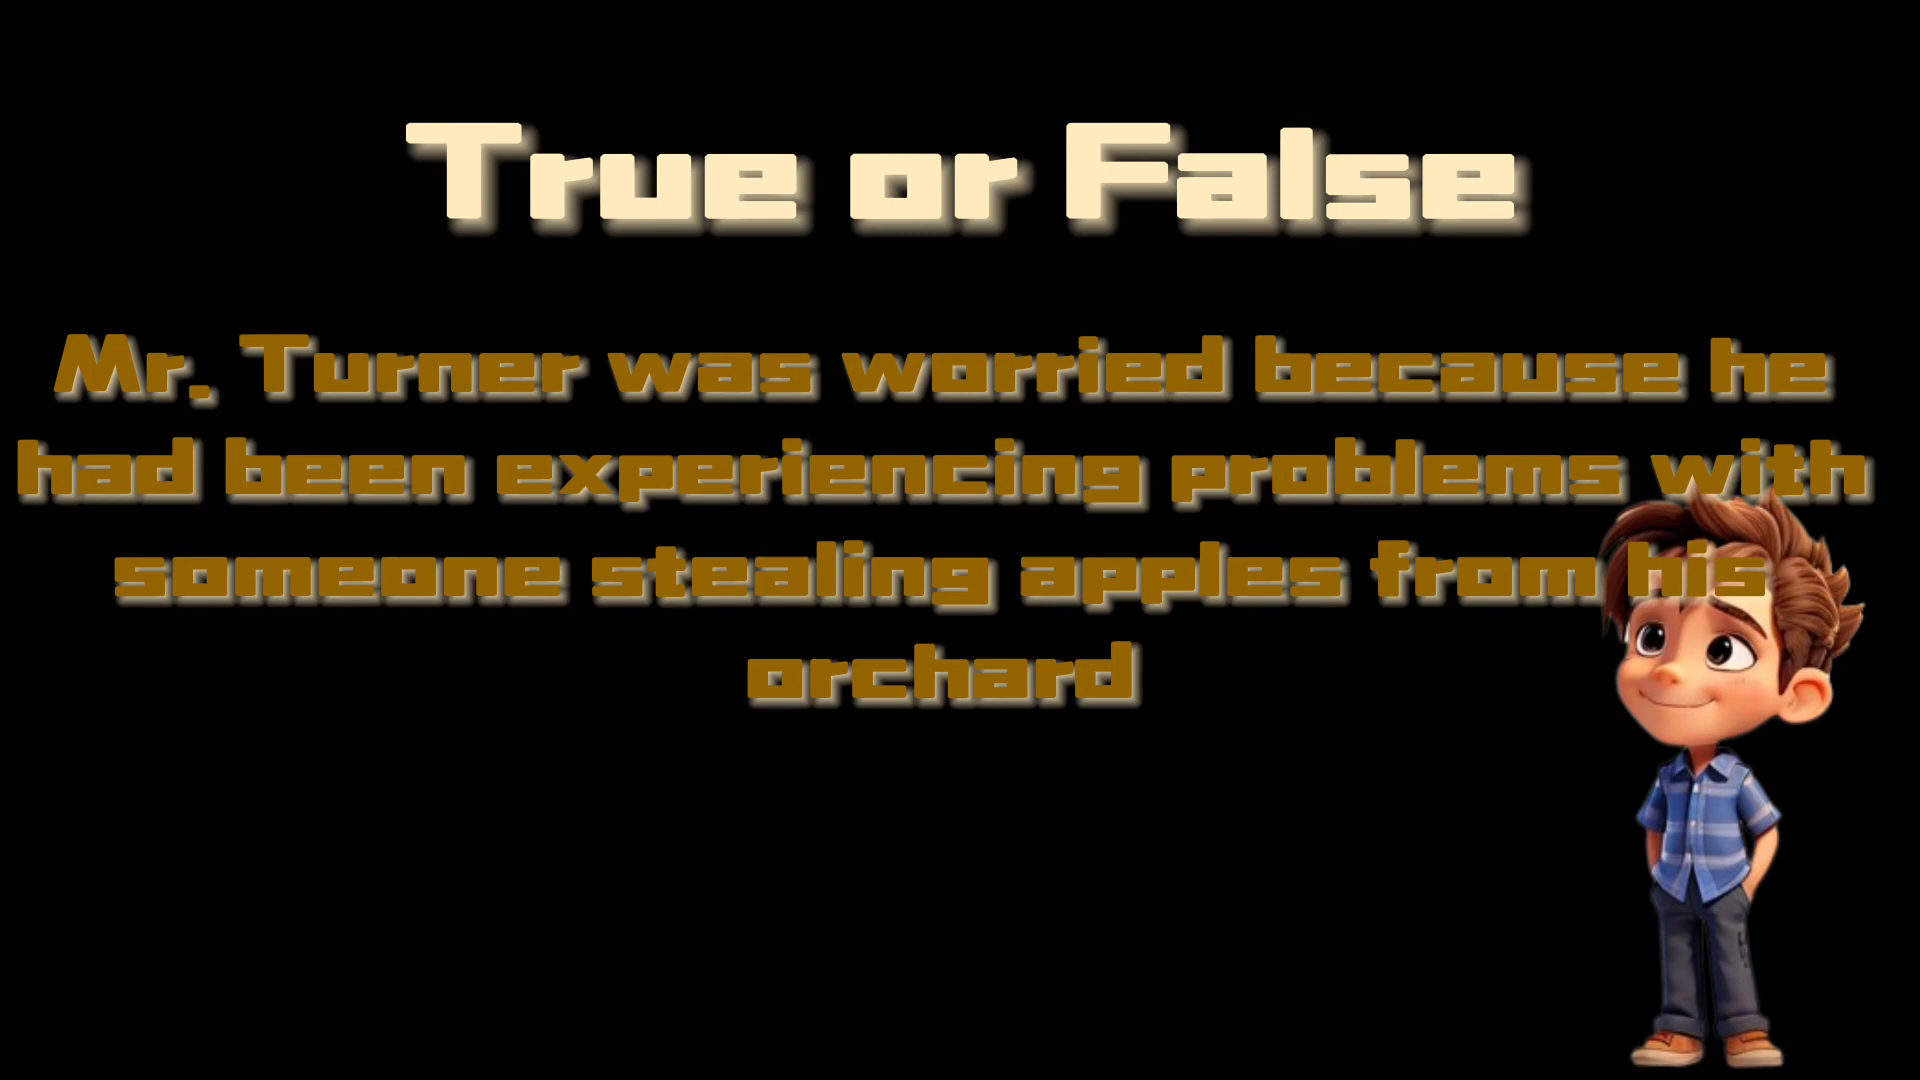 True or False
Mr. Turner was worried because he
had been experiencing problems with
someone stealing apples from his
orchard